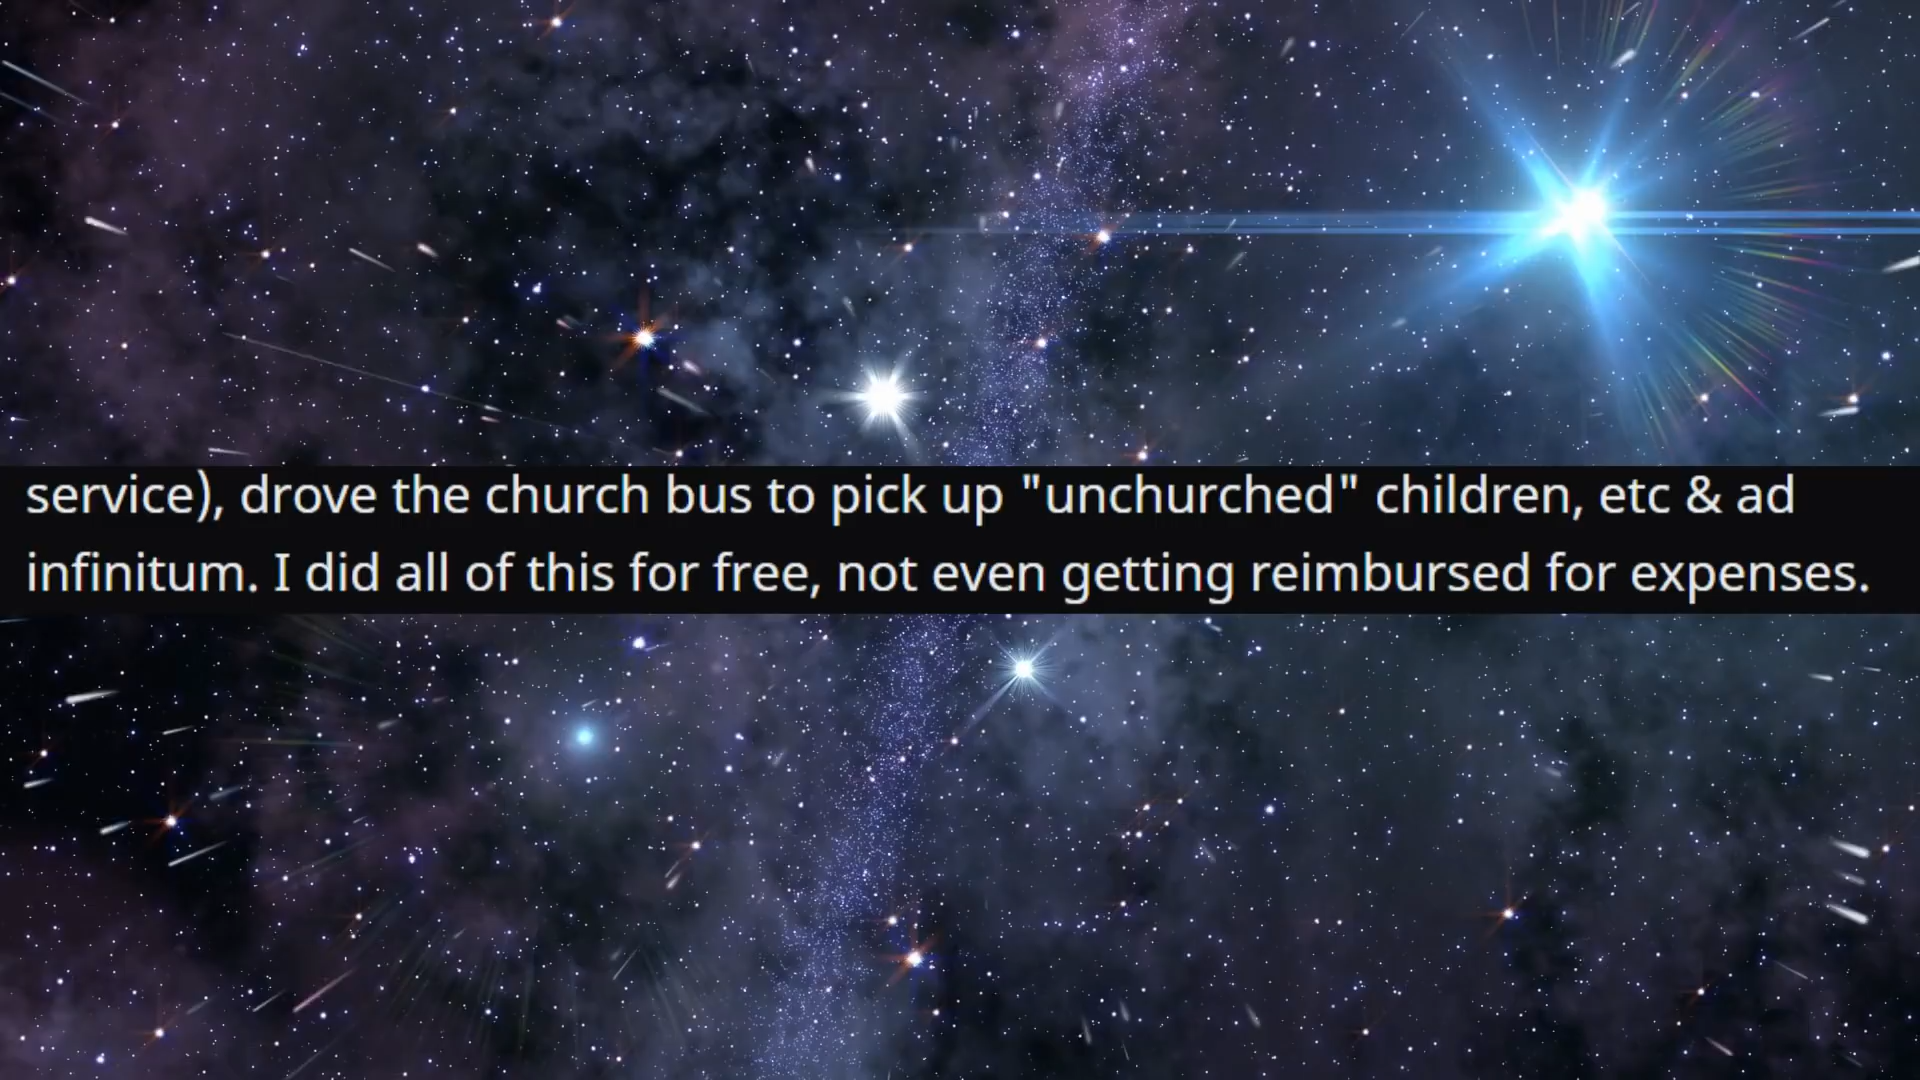 service), drove the church bus to pick up "unchurched" children, etc & ad
infinitum. I did all of this for free, not even getting reimbursed for expenses.